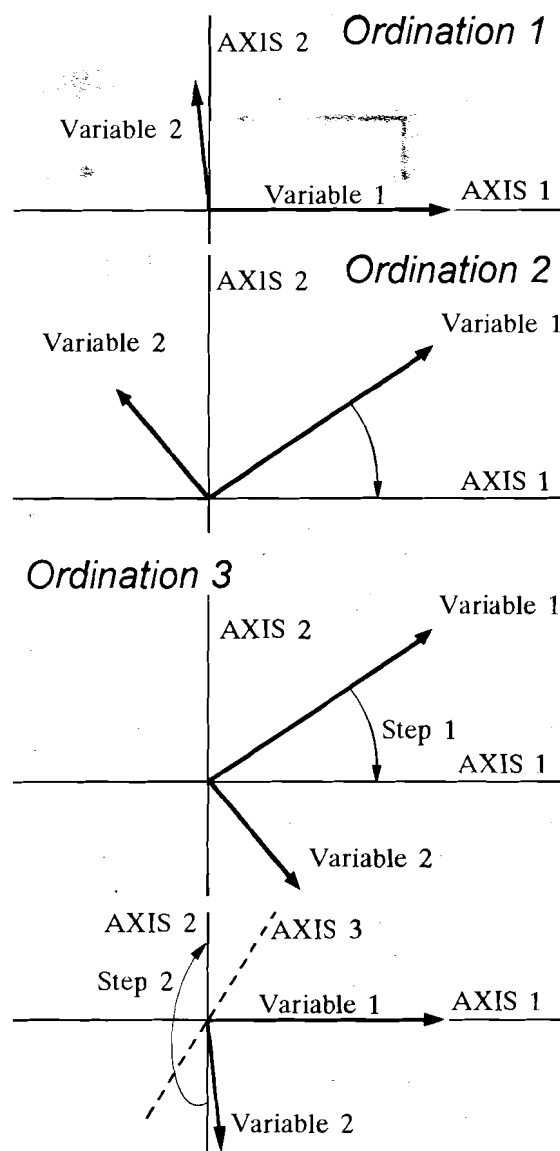 AXIS 2 Ordination 1
Variable 2
Variable 1 AXIS 1
AXIS 2 Ordination 2
Variable 1
Variable 2
AXIS 1
Ordination 3
Variable 1
AXIS 2
Step 1
AXIS 1
Variable 2
AXIS 2 AXIS 3
Step 2
Variable 1 AXIS 1
Variable 2